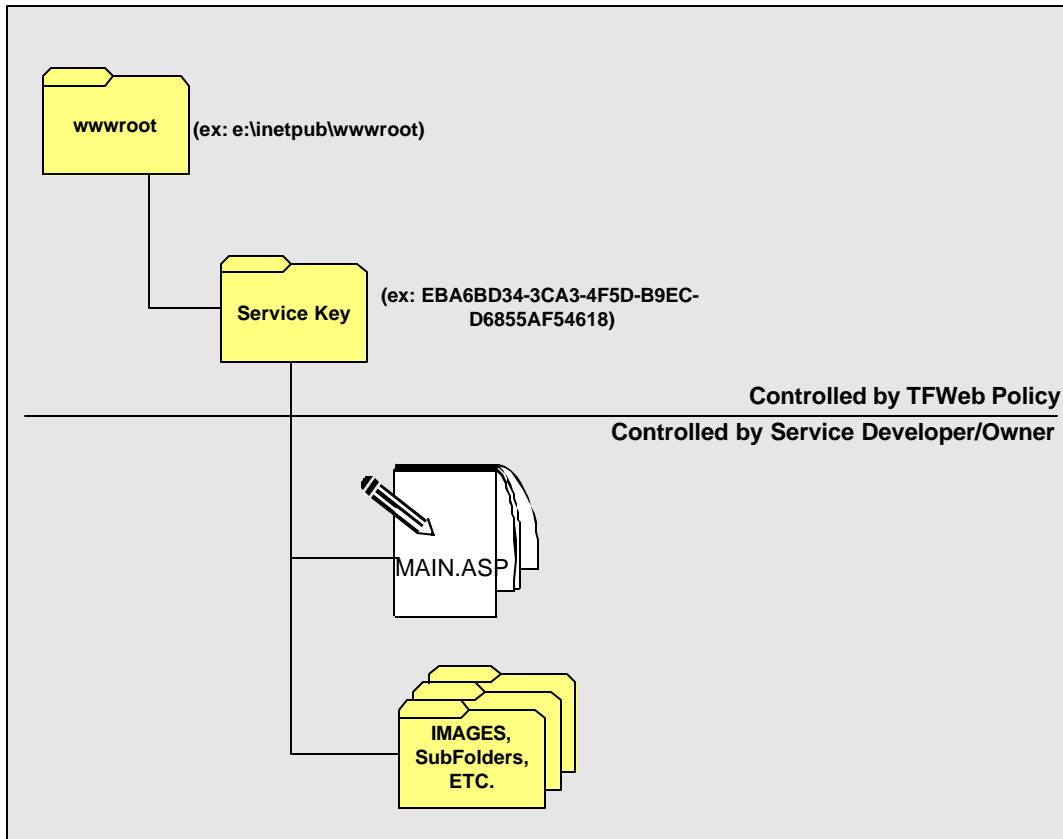 wwwroot
(ex: e:\inetpub\wwwroot)
Service Key
(ex: EBA6BD34-3CA3-4F5D-B9EC-
D6855AF54618)
Controlled by TFWeb Policy
Controlled by Service Developer/Owner
MAIN.ASP
IMAGES,
SubFolders,
ETC.